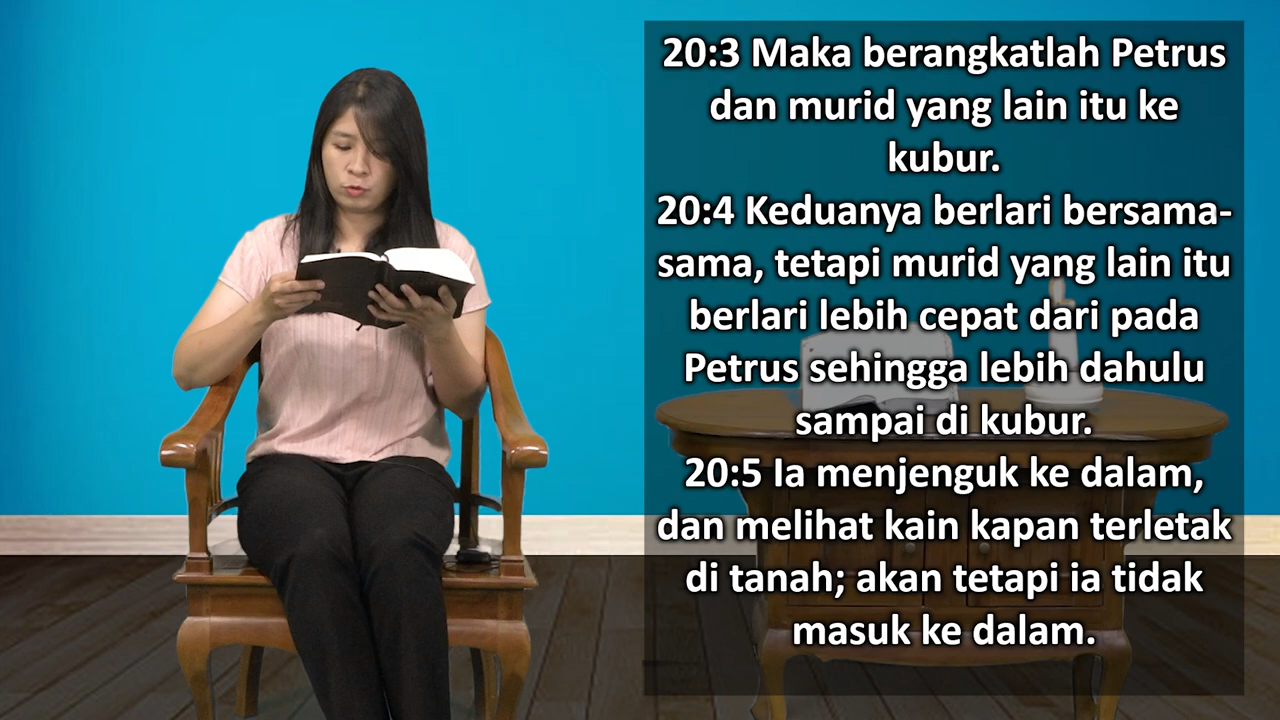 20:3 Maka berangkatlah Petrus
dan murid yang lain itu ke
kubur.
20:4 Keduanya berlari bersama-
sama, tetapi murid yang lain itu
berlari lebih cepat dari pada
Petrus sehingga lebih dahulu
sampai di kubur.
20:5 Ia menjenguk ke dalam,
dan melihat kain kapan terletak
di tanah; akan tetapi ia tidak
masuk ke dalam.